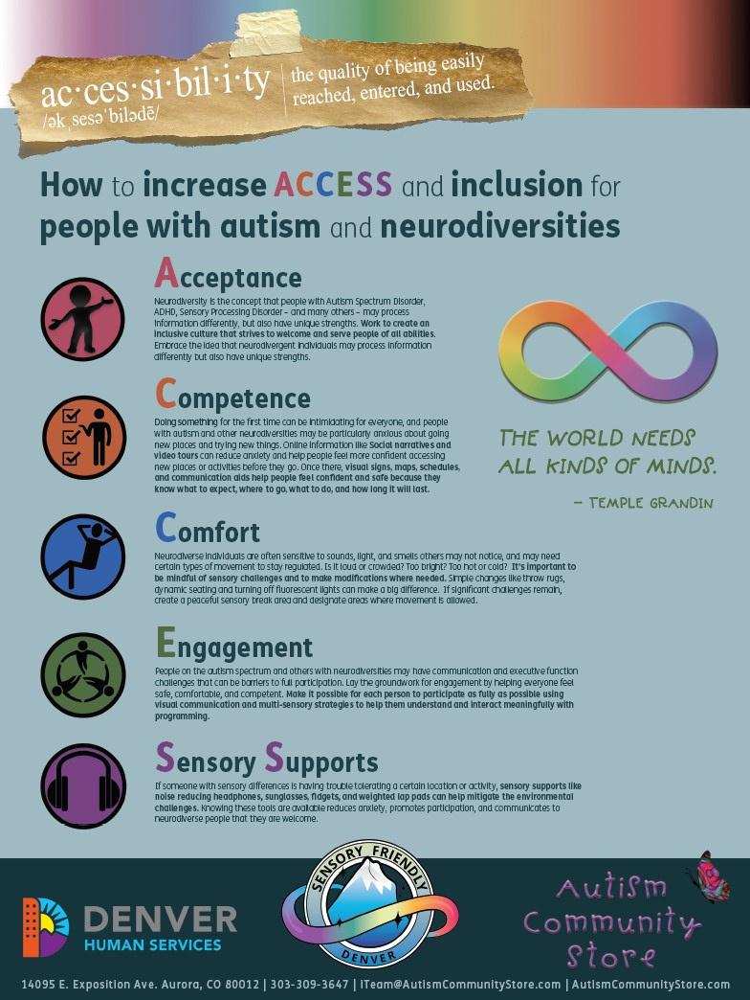 ac·ces·si·bil·i·ty
/ək ˌsesəˈbilədē/
the quality of being easily
reached, entered, and used.
How to increase ACCESS and inclusion for
people with autism and neurodiversities
Acceptance
Neurodiversity is the concept that people with Autism Spectrum Disorder,
ADHD, Sensory Processing Disorder – and many others – may process
information differently, but also have unique strengths. Work to create an
inclusive culture that strives to welcome and serve people of all abilities.
Embrace the idea that neurodivergent individuals may process information
differently but also have unique strengths.
Competence
Doing something for the first time can be intimidating for everyone, and people
with autism and other neurodiversities may be particularly anxious about going
new places and trying new things. Online information like Social narratives and
video tours can reduce anxiety and help people feel more confident accessing
new places or activities before they go. Once there, visual signs, maps, schedules,
and communication aids help people feel confident and safe because they
know what to expect, where to go, what to do, and how long it will last.
THE WORLD NEEDS
ALL KINDS OF MINDS.
– TEMPLE GRANDIN
Comfort
Neurodiverse individuals are often sensitive to sounds, light, and smells others may not notice, and may need
certain types of movement to stay regulated. Is it loud or crowded? Too bright? Too hot or cold? It's important to
be mindful of sensory challenges and to make modifications where needed. Simple changes like throw rugs,
dynamic seating and turning off fluorescent lights can make a big difference. If significant challenges remain,
create a peaceful sensory break area and designate areas where movement is allowed.
Engagement
People on the autism spectrum and others with neurodiversities may have communication and executive function
challenges that can be barriers to full participation. Lay the groundwork for engagement by helping everyone feel
safe, comfortable, and competent. Make it possible for each person to participate as fully as possible using
visual communication and multi-sensory strategies to help them understand and interact meaningfully with
programming.
Sensory Supports
If someone with sensory differences is having trouble tolerating a certain location or activity, sensory supports like
noise reducing headphones, sunglasses, fidgets, and weighted lap pads can help mitigate the environmental
challenges. Knowing these tools are available reduces anxiety, promotes participation, and communicates to
neurodiverse people that they are welcome.
DENVER
HUMAN SERVICES
SENSORY FRIENDLY
DENVER
Autism
Community
Store
14095 E. Exposition Ave. Aurora, CO 80012 | 303-309-3647 | iTeam@AutismCommunityStore.com | AutismCommunityStore.com